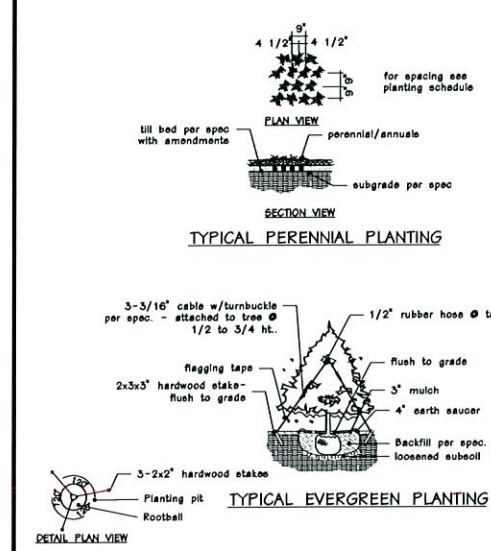 9"
4 1/2" 4 1/2"
9"
9"
for spacing see
planting schedule
PLAN VIEW
till bed per spec
with amendments
perennial/annuals
subgrade per spec
SECTION VIEW
TYPICAL PERENNIAL PLANTING
3-3/16" cable w/turnbuckle
per spec. - attached to tree @
1/2 to 3/4 ht..
1/2" rubber hose @
flagging tape
flush to grade
2x3x3" hardwood stake-
flush to grade
3" mulch
4" earth saucer
Backfill per spec.
loosened subsoil
3-2x2" hardwood stakes
Planting pit
Rootball
120
120
120
DETAIL PLAN VIEW
TYPICAL EVERGREEN PLANTING